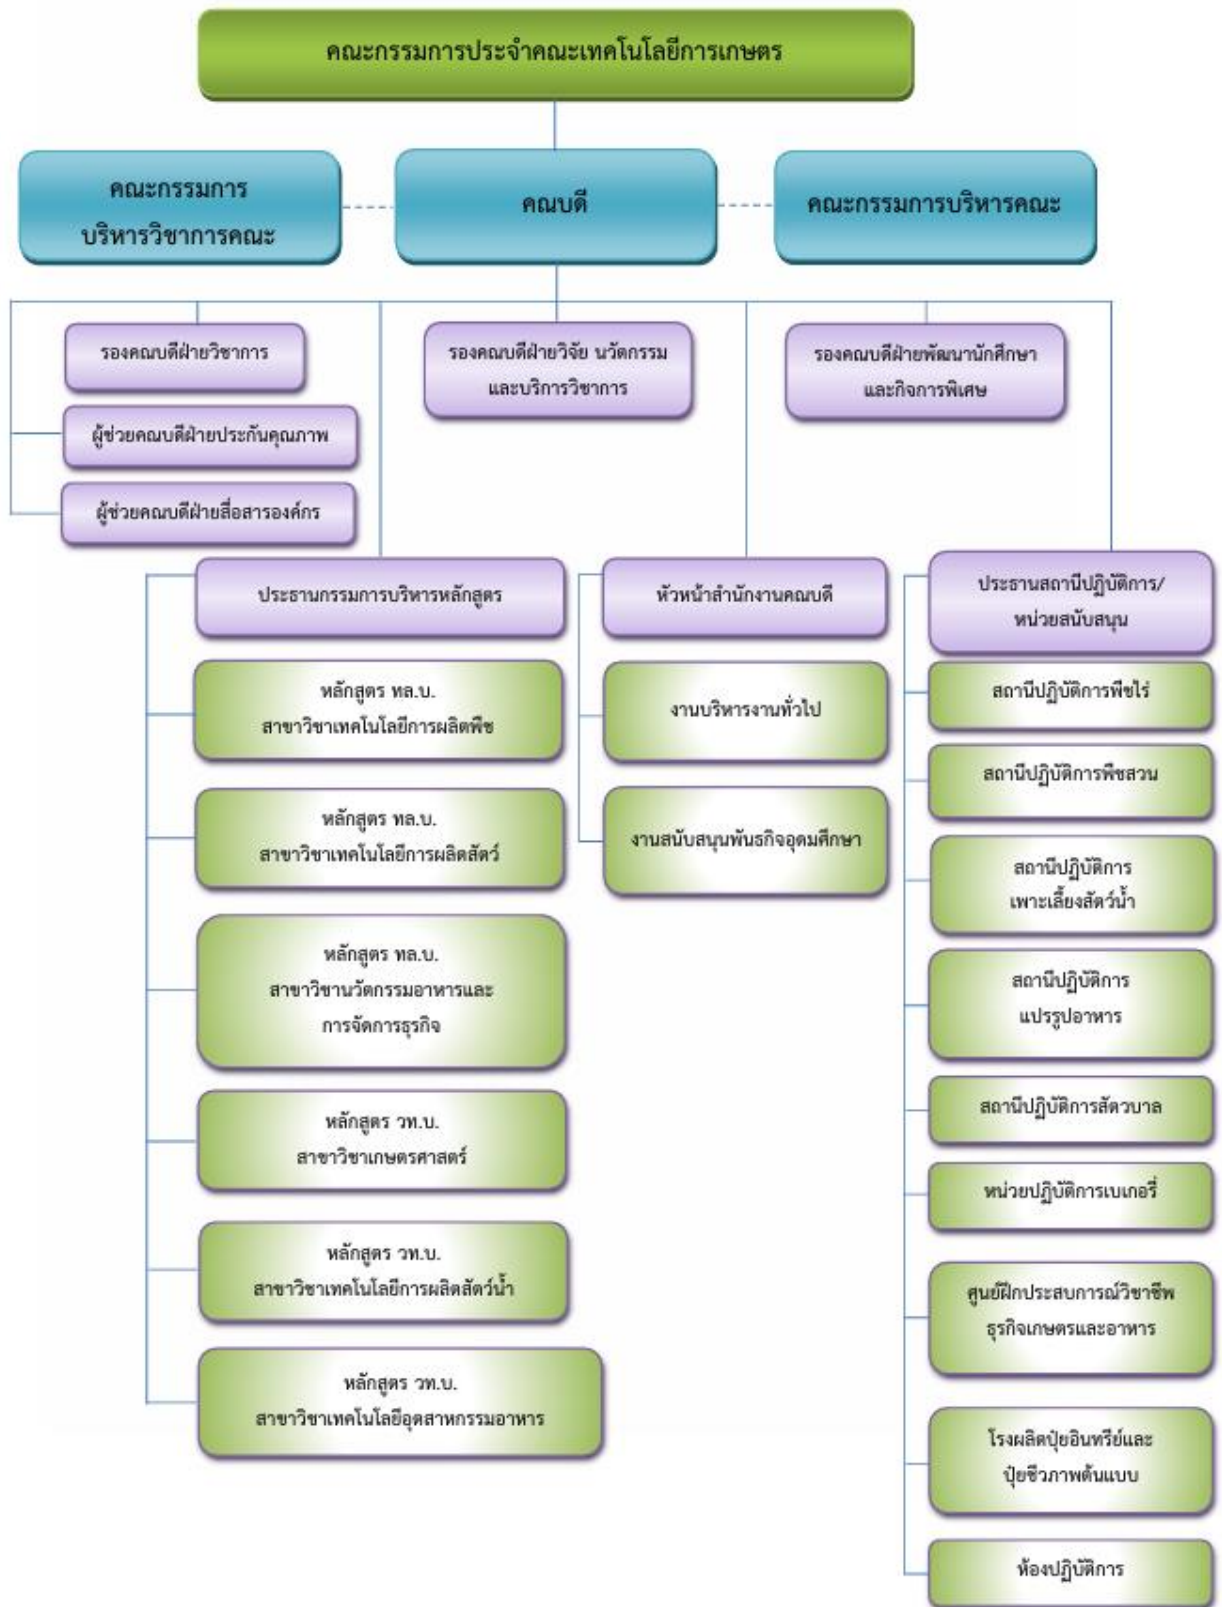 คณะกรรมการประจำคณะเทคโนโลยีการเกษตร
คณะกรรมการ
บริหารวิชาการคณะ
คณบดี
คณะกรรมการบริหารคณะ
รองคณบดีฝ่ายวิชาการ
รองคณบดีฝ่ายวิจัย นวัตกรรม
และบริการวิชาการ
รองคณบดีฝ่ายพัฒนานักศึกษา
และกิจการพิเศษ
ผู้ช่วยคณบดีฝ่ายประกันคุณภาพ
ผู้ช่วยคณบดีฝ่ายสื่อสารองค์กร
ประธานกรรมการบริหารหลักสูตร
หลักสูตร ทล.บ.
สาขาวิชาเทคโนโลยีการผลิตพืช
หลักสูตร ทล.บ.
สาขาวิชาเทคโนโลยีการผลิตสัตว์
หลักสูตร ทล.บ.
สาขาวิชานวัตกรรมอาหารและ
การจัดการธุรกิจ
หลักสูตร วท.บ.
สาขาวิชาเกษตรศาสตร์
หลักสูตร วท.บ.
สาขาวิชาเทคโนโลยีการผลิตสัตว์น้ำ
หลักสูตร วท.บ.
สาขาวิชาเทคโนโลยีอุตสาหกรรมอาหาร
หัวหน้าสำนักงานคณบดี
งานบริหารงานทั่วไป
งานสนับสนุนพันธกิจอุดมศึกษา
ประธานสถานีปฏิบัติการ/
หน่วยสนับสนุน
สถานีปฏิบัติการพืชไร่
สถานีปฏิบัติการพืชสวน
สถานีปฏิบัติการ
เพาะเลี้ยงสัตว์น้ำ
สถานีปฏิบัติการ
แปรรูปอาหาร
สถานีปฏิบัติการสัตวบาล
หน่วยปฏิบัติการเบเกอรี่
ศูนย์ฝึกประสบการณ์วิชาชีพ
ธุรกิจเกษตรและอาหาร
โรงผลิตปุ๋ยอินทรีย์และ
ปุ๋ยชีวภาพต้นแบบ
ห้องปฏิบัติการ